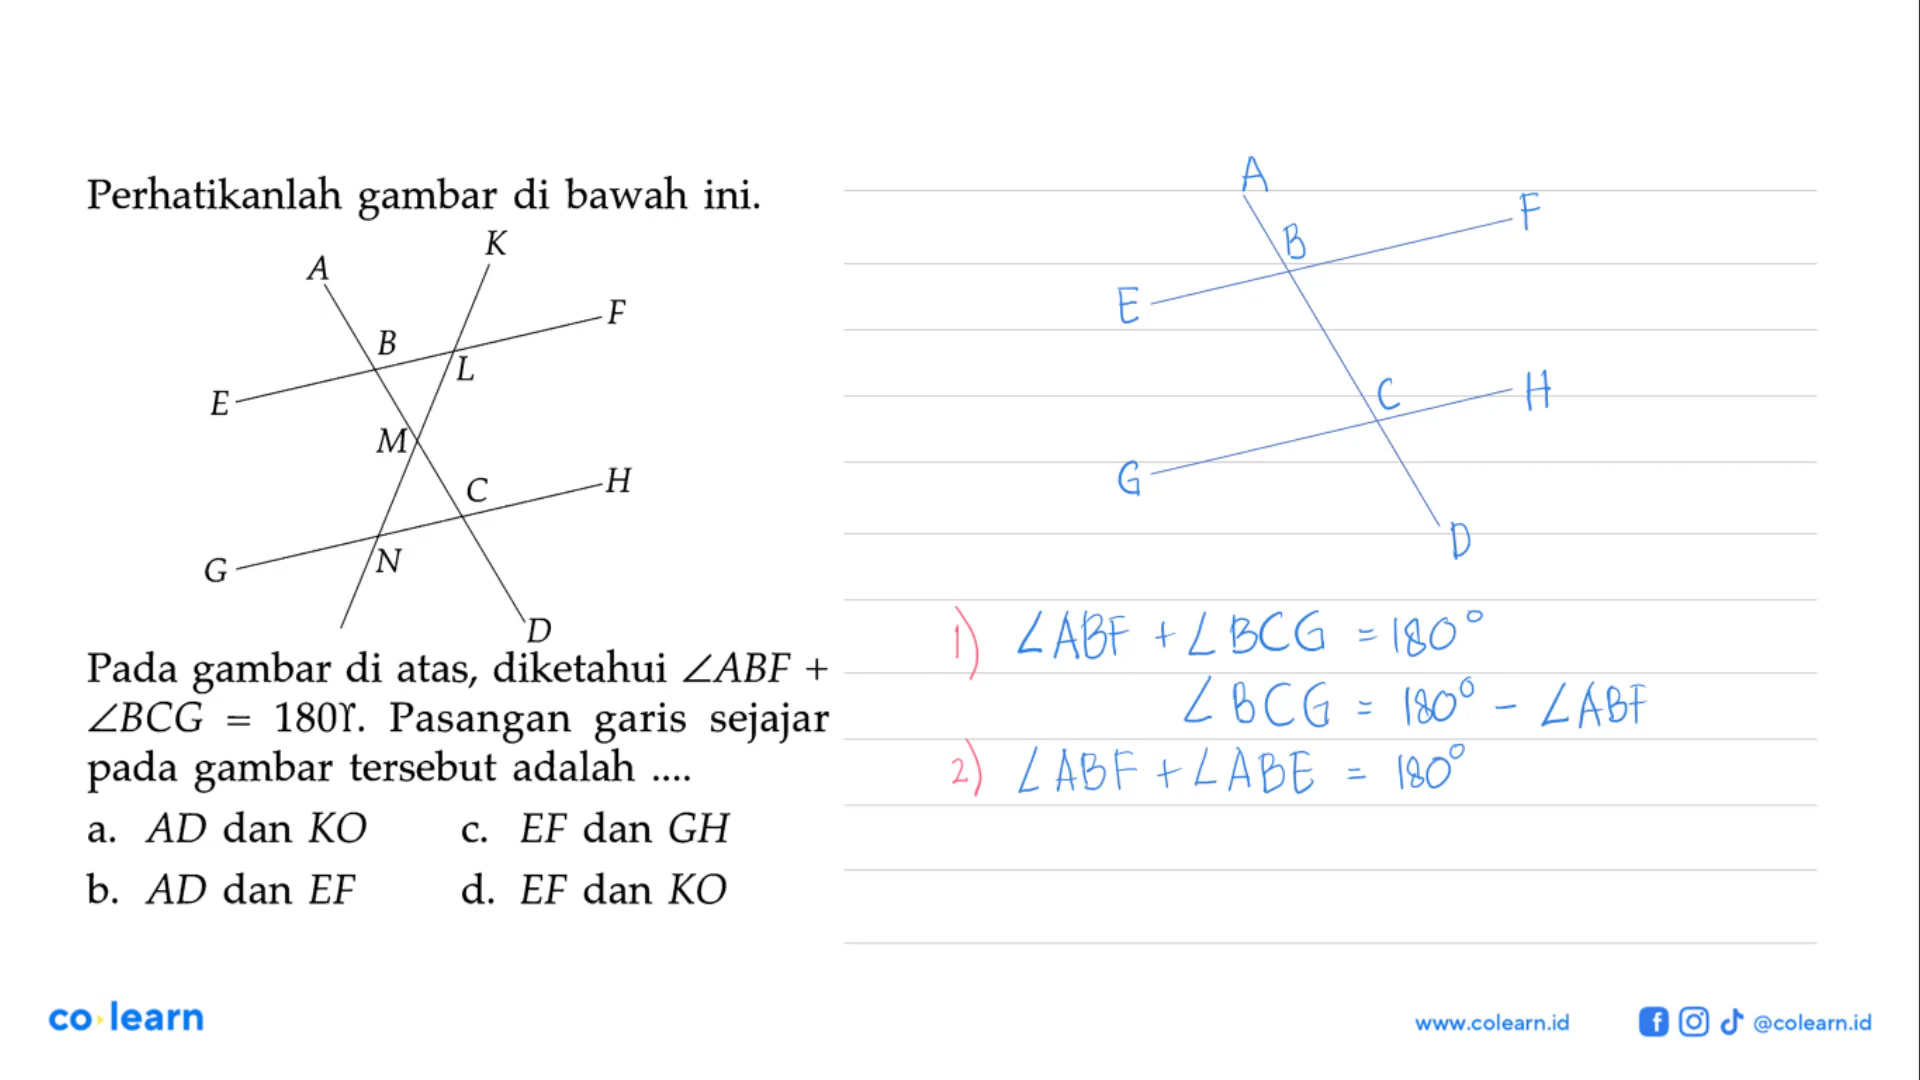 Perhatikanlah gambar di bawah ini.
K
A
F
B
L
E
M
H
C
G
N
D
Pada gambar di atas, diketahui ∠ABF +
∠BCG = 180ϒ. Pasangan garis sejajar
pada gambar tersebut adalah ....
a. AD dan KO c. EF dan GH
b. AD dan EF d. EF dan KO
A
F
B
E
C
H
G
D
1) ∠ABF + ∠BCG = 180°
∠BCG = 180° - ∠ABF
2) ∠ABF + ∠ABE = 180°
co learn
www.colearn.id
@colearn.id